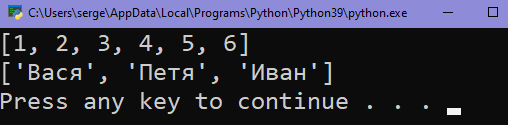 C:\Users\serge\AppData\Local\Programs\Python\Python39\python.exe
[1, 2, 3, 4, 5, 6]
['Вася', 'Петя', 'Иван']
Press any key to continue . . .